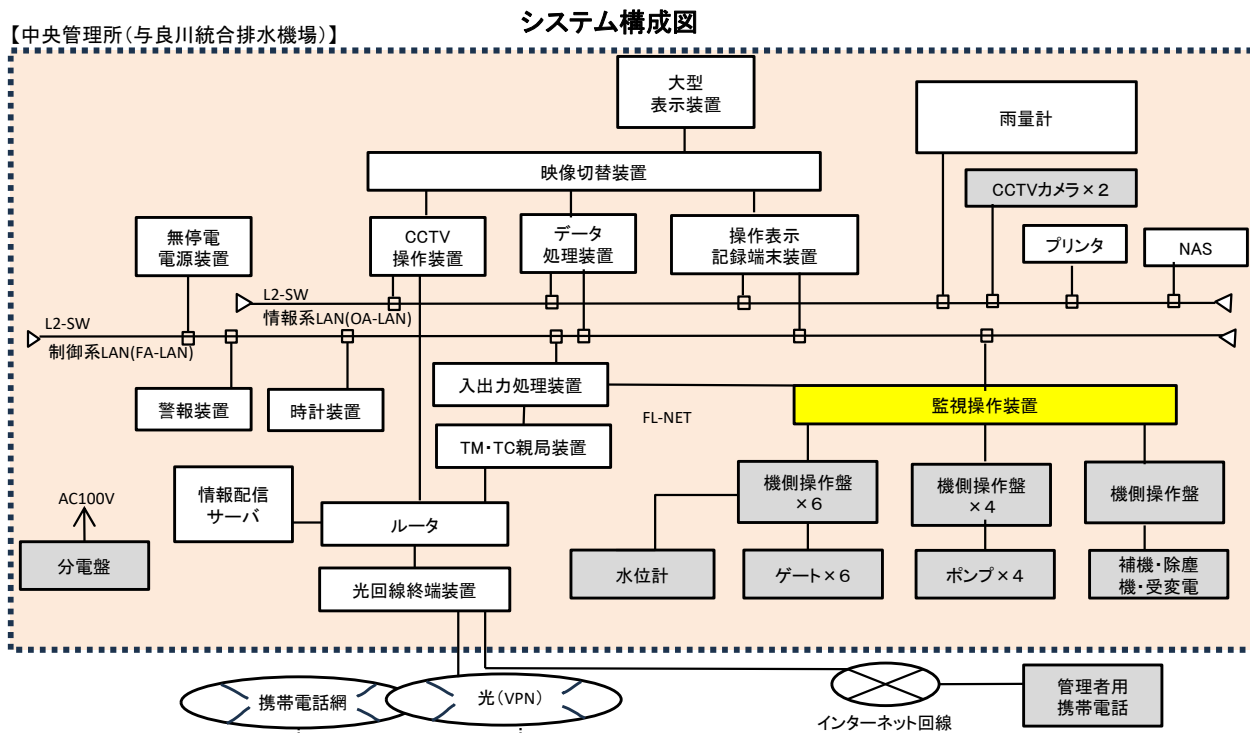 システム構成図
【中央管理所(与良川統合排水機場)】
大型
表示装置
雨量計
映像切替装置
CCTVカメラ×2
無停電
電源装置
CCTV
操作装置
データ
処理装置
操作表示
記録端末装置
プリンタ
NAS
L2-SW
情報系LAN(OA-LAN)
L2-SW
制御系LAN(FA-LAN)
警報装置
時計装置
入出力処理装置
FL-NET
監視操作装置
TM・TC親局装置
情報配信
サーバ
ルータ
機側操作盤
×6
機側操作盤
×4
機側操作盤
AC100V
分電盤
光回線終端装置
水位計
ゲート×6
ポンプ×4
補機・除塵
機・受変電
携帯電話網
光(VPN)
インターネット回線
管理者用
携帯電話